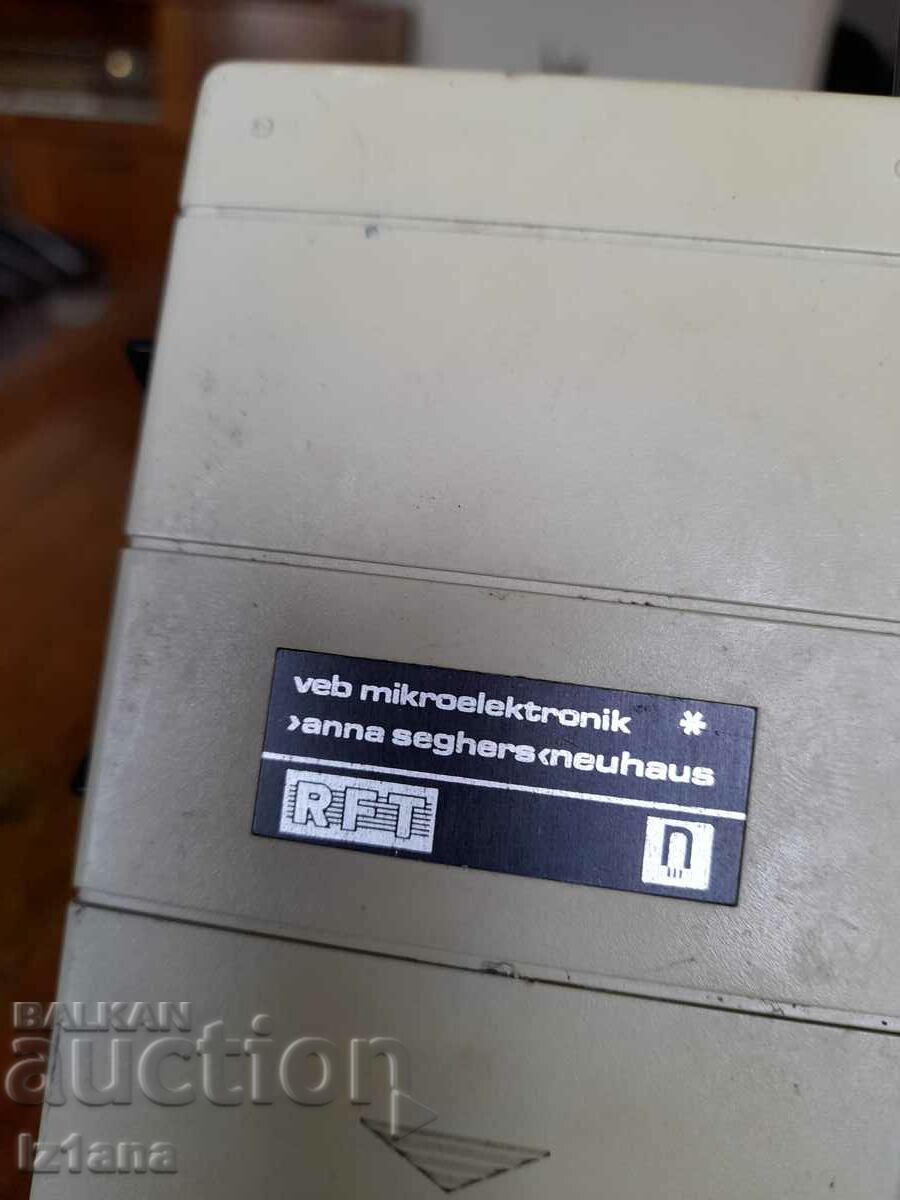 veb mikroelektronik *
›anna seghers‹neuhaus
RFT
n
BALKAN
auction
Iz1ana